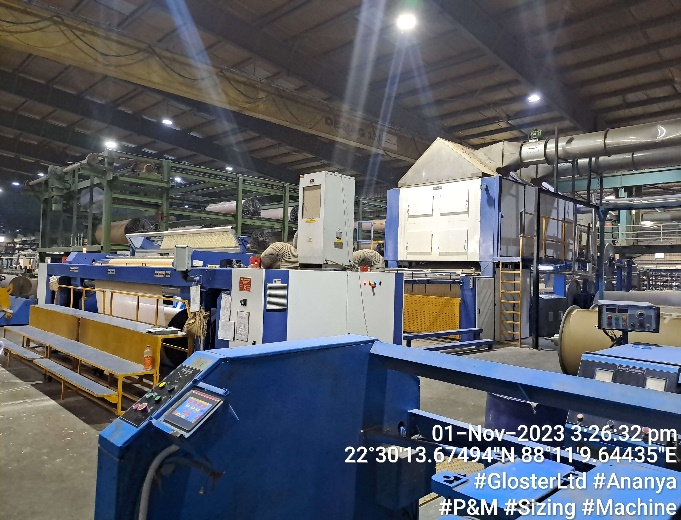 01–Nov–2023 3:26:32 pm
22°30'13.67494"N 88°11'9.64435"E
#GlosterLtd #Ananya
#P&M #Sizing #Machine